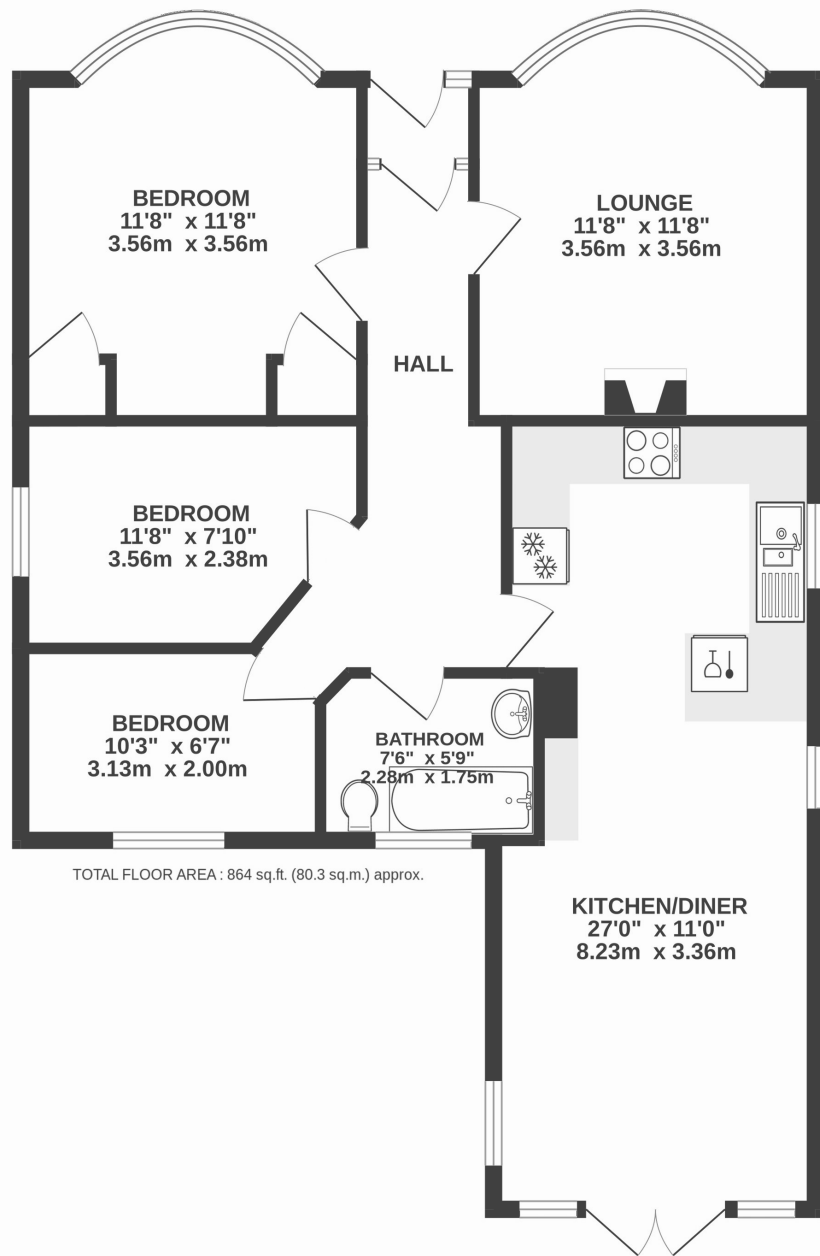 BEDROOM
11'8" x 11'8"
3.56m x 3.56m
LOUNGE
11'8" x 11'8"
3.56m x 3.56m
HALL
BEDROOM
11'8" x 7'10"
3.56m x 2.38m
BEDROOM
10'3" x 6'7"
3.13m x 2.00m
BATHROOM
7'6" x 5'9"
2.28m x 1.75m
TOTAL FLOOR AREA : 864 sq.ft. (80.3 sq.m.) approx.
KITCHEN/DINER
27'0" x 11'0"
8.23m x 3.36m